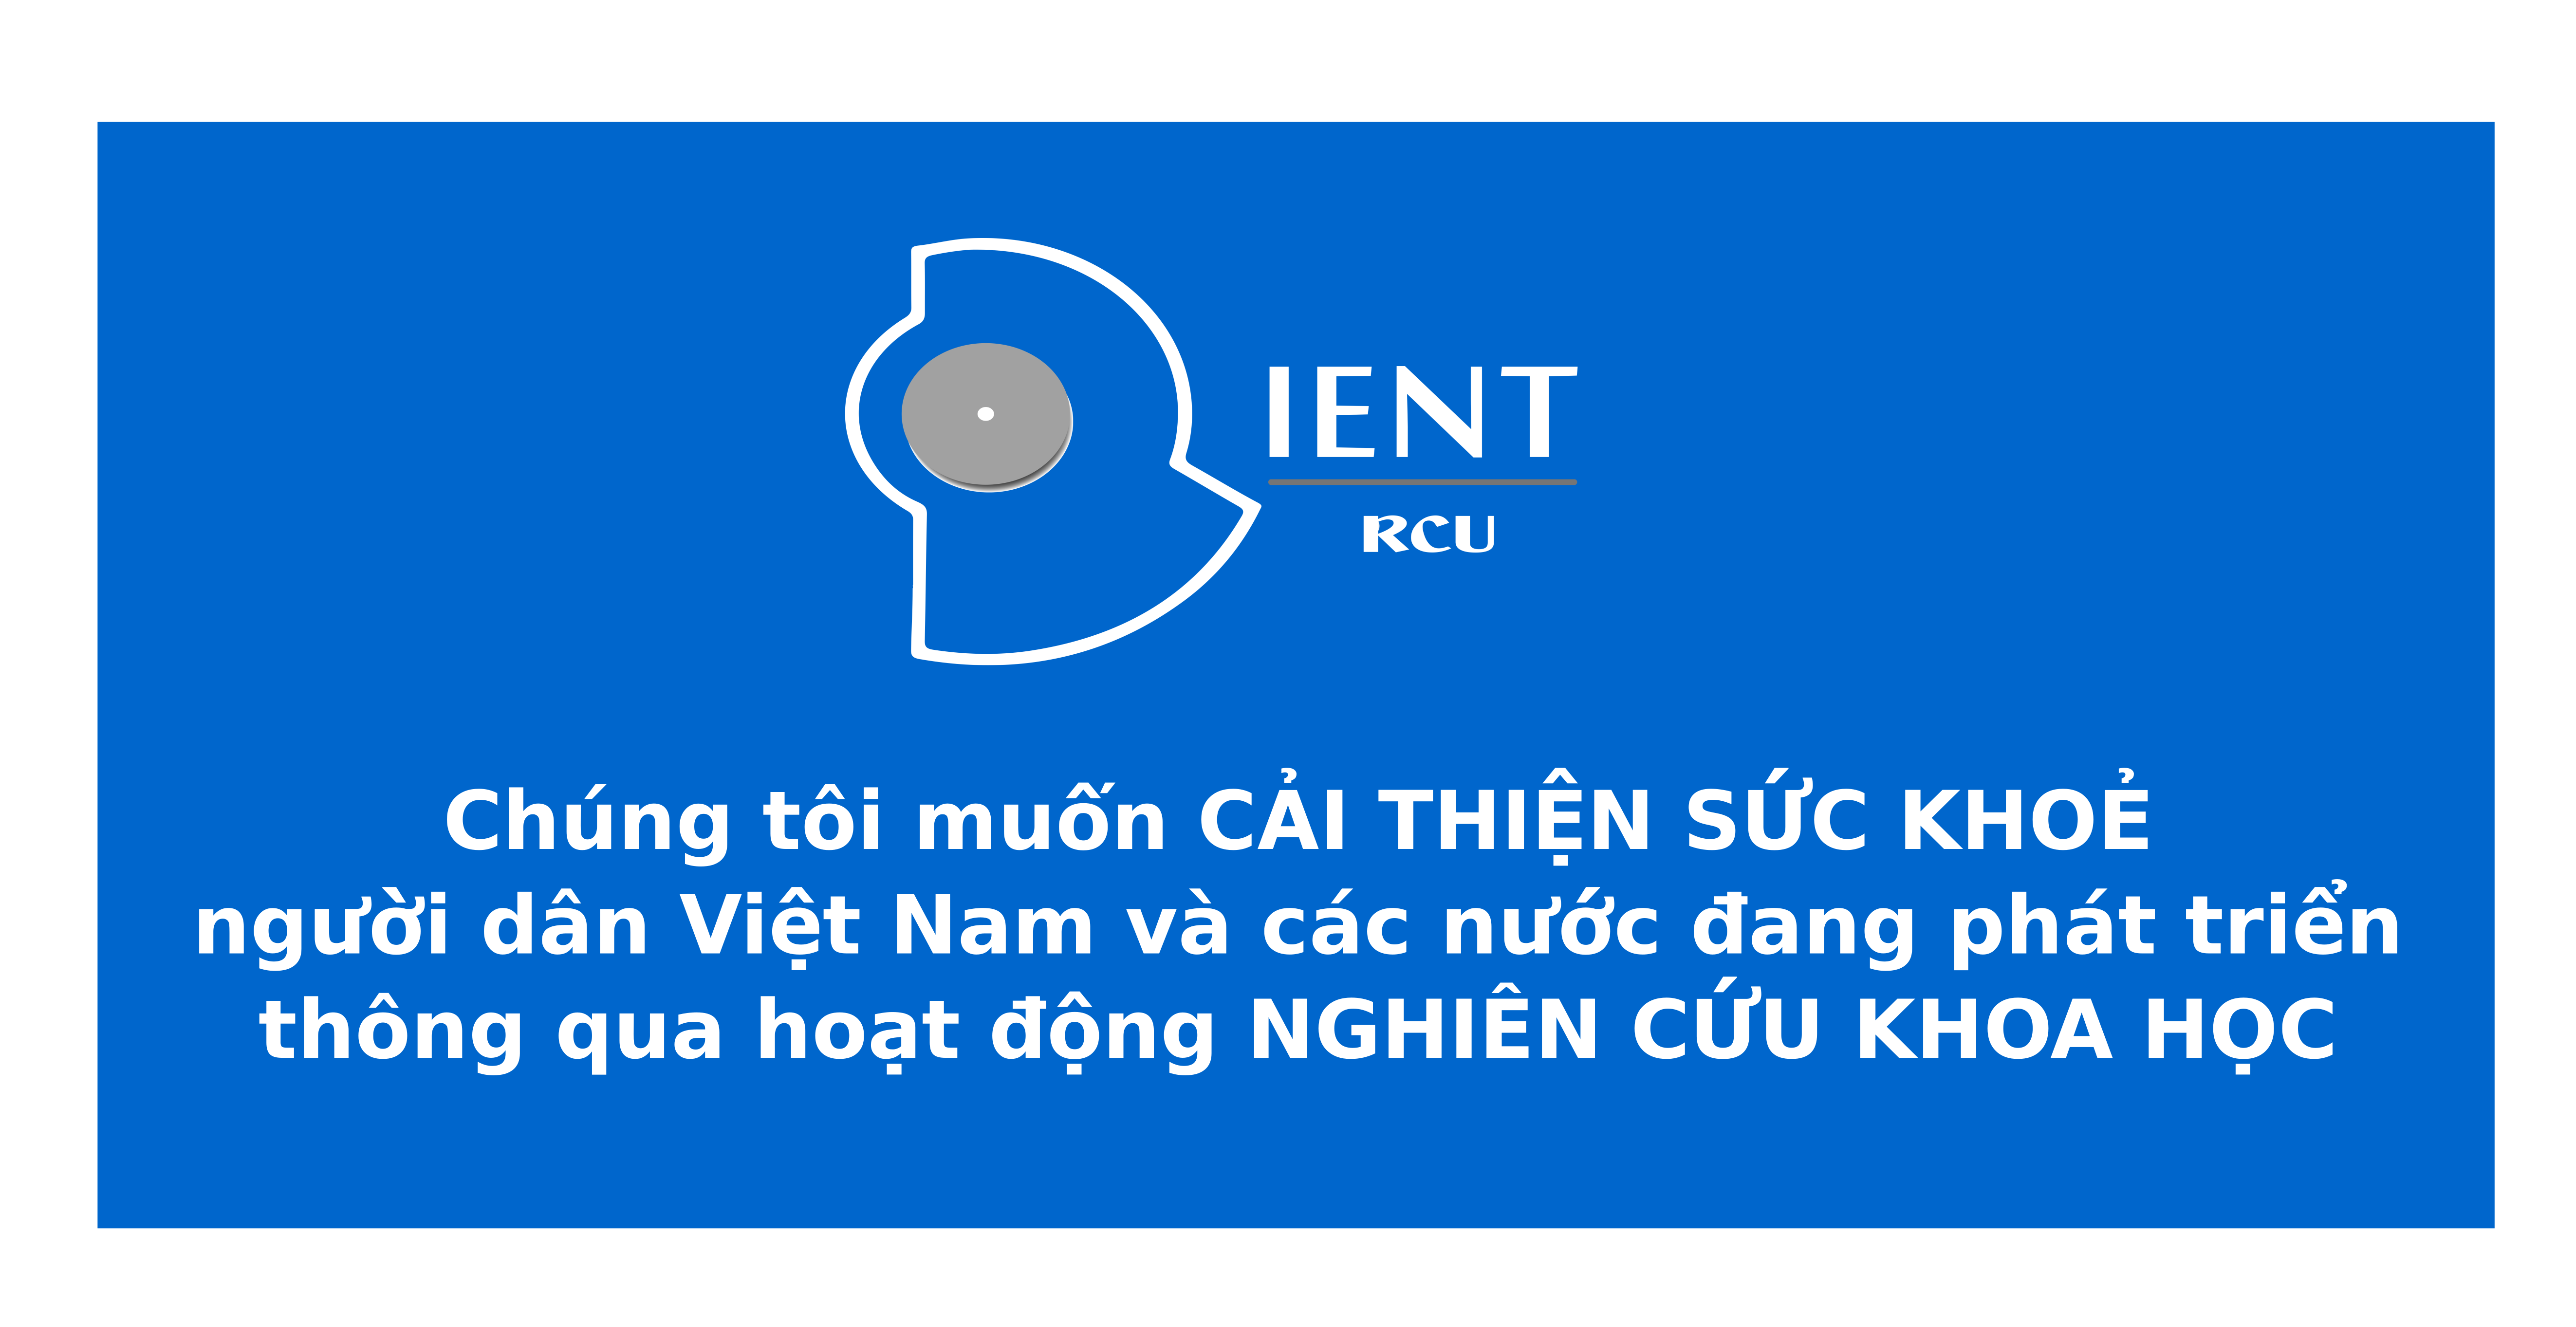 IENT
RCU
Chúng tôi muốn CẢI THIỆN SỨC KHOẺ
người dân Việt Nam và các nước đang phát triển
thông qua hoạt động NGHIÊN CỨU KHOA HỌC